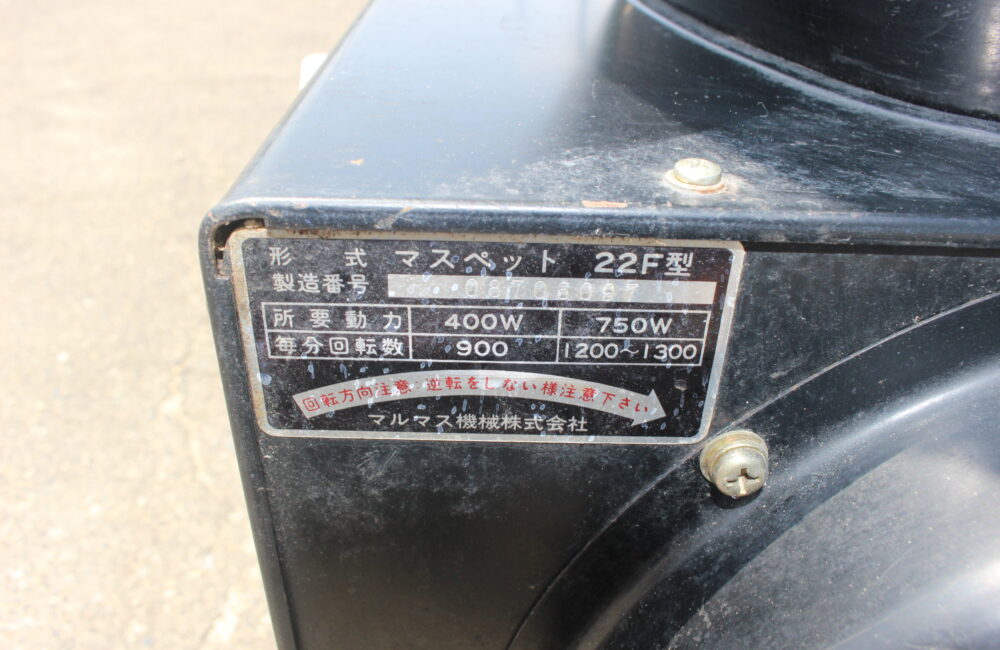 形式 マスペット 22F型
製造番号
所要動力 400W 750W
毎分回転数 900 1200～1300
回転方向注意 逆転をしない様注意下さい
マルマス機械株式会社